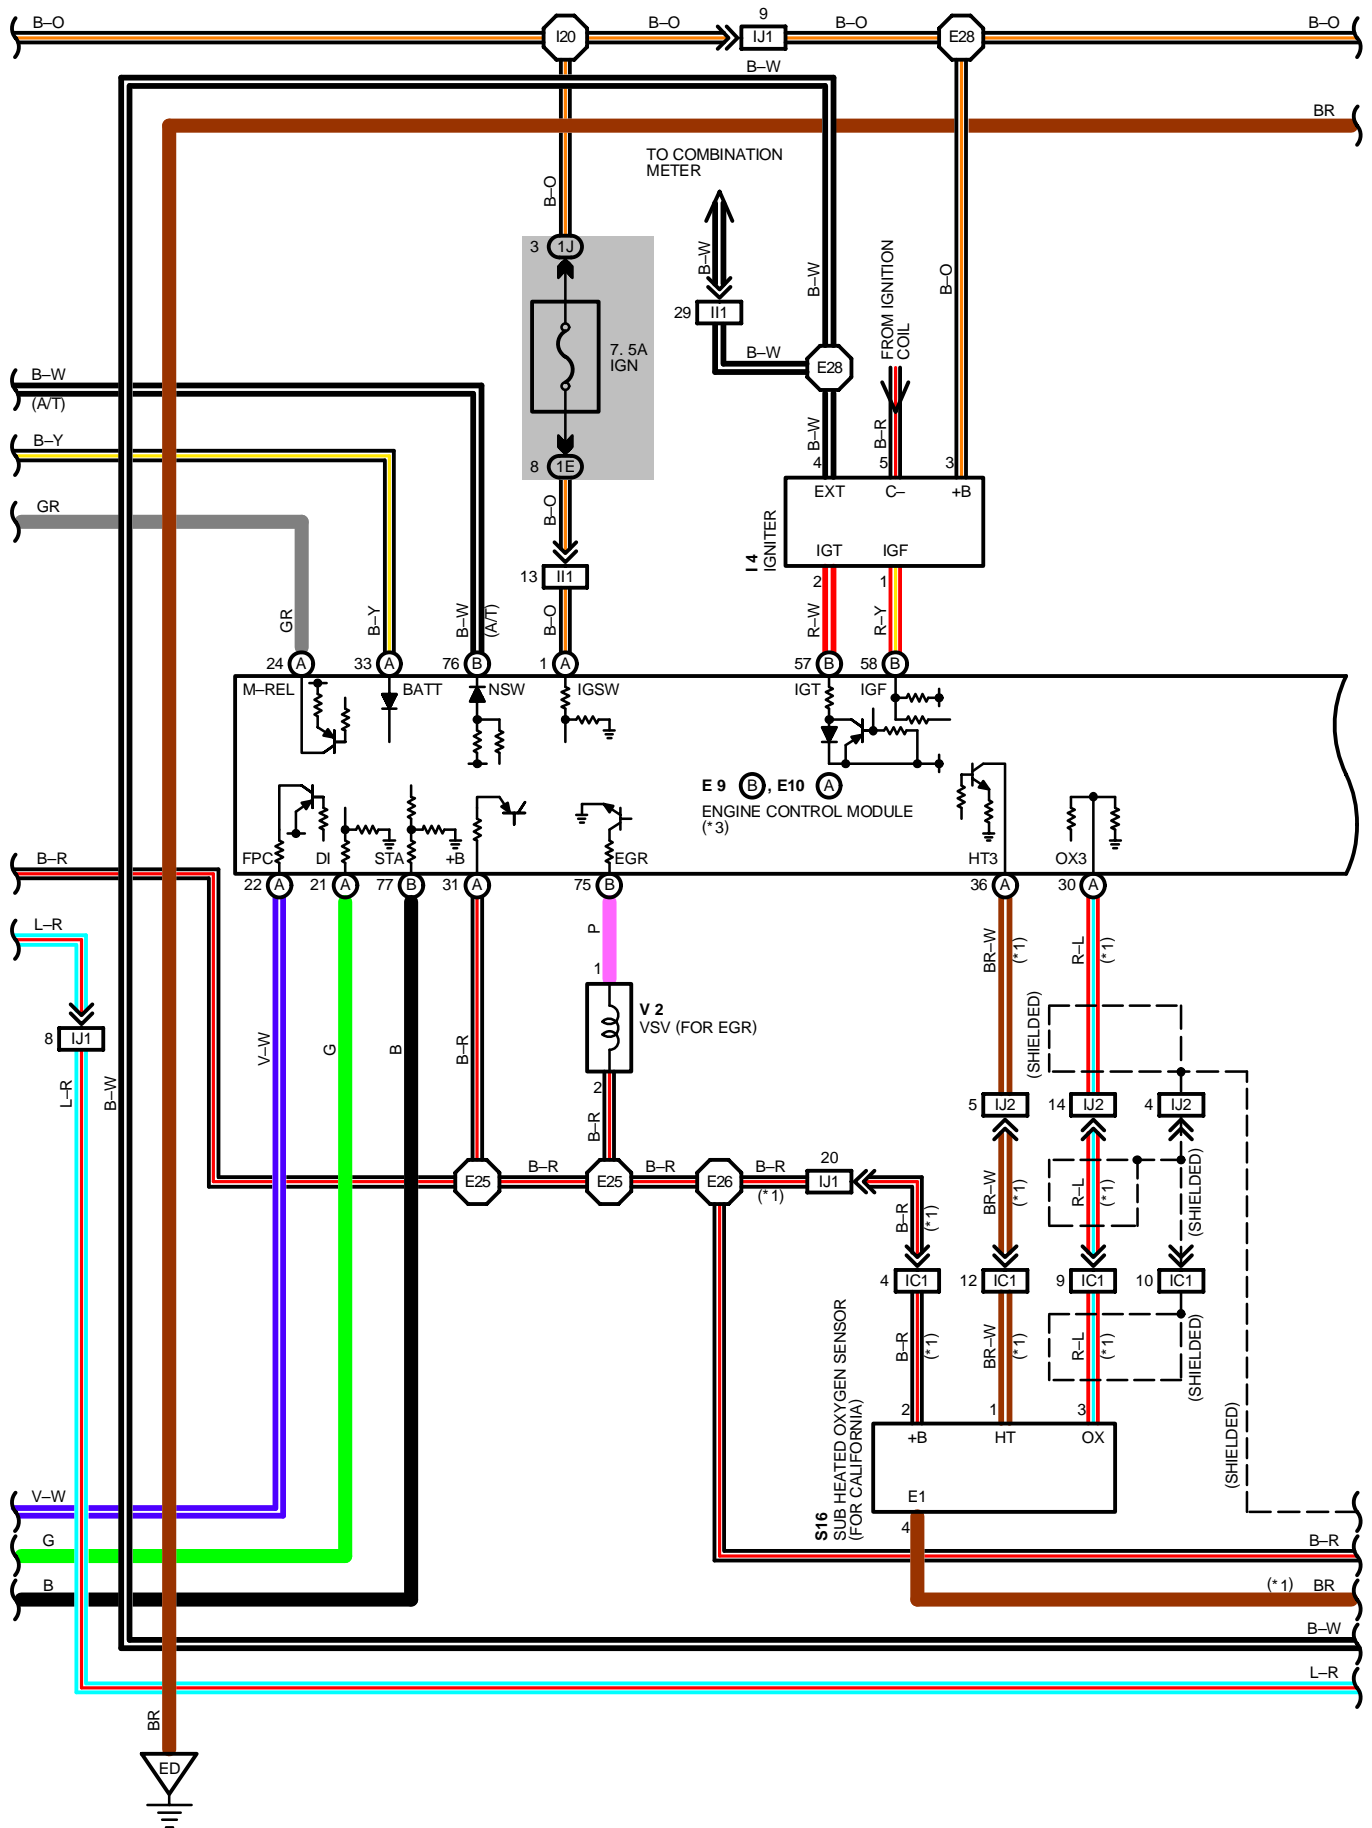 B–O
B–O
9
IJ1
B–O
B–O
I20
E28
B–W
BR
TO COMBINATION
METER
B–O
B–W
B–W
FROM IGNITION
COIL
B–O
3
1J
29
II1
B–W
E28
7. 5A
IGN
B–W
(A/T)
B–Y
8
1E
B–W
4
B–R
5
3
GR
B–O
EXT
C–
+B
I 4
IGNITER
IGT
IGF
13
II1
2
1
GR
B–Y
B–W
(A/T)
B–O
R–W
R–Y
24
A
33
A
76
B
1
A
57
B
58
B
M–REL
BATT
NSW
IGSW
IGT
IGF
E 9
B
, E10
A
ENGINE CONTROL MODULE
(*3)
FPC
DI
STA
+B
EGR
HT3
OX3
B–R
22
A
21
A
77
B
31
A
75
B
36
A
30
A
L–R
P
BR–W
(*1)
R–L
(*1)
1
V 2
VSV (FOR EGR)
8
IJ1
V–W
G
B
B–R
(SHIELDED)
2
L–R
B–W
5
IJ2
14
IJ2
4
IJ2
B–R
B–R
B–R
B–R
(*1)
20
IJ1
E25
E25
E26
B–R
(*1)
BR–W
(*1)
R–L
(*1)
(SHIELDED)
4
IC1
12
IC1
9
IC1
10
IC1
B–R
(*1)
BR–W
(*1)
R–L
(*1)
(SHIELDED)
(SHIELDED)
2
1
3
+B
HT
OX
S16
SUB HEATED OXYGEN SENSOR
(FOR CALIFORNIA)
E1
4
V–W
G
B–R
B
(*1)
BR
B–W
L–R
BR
ED